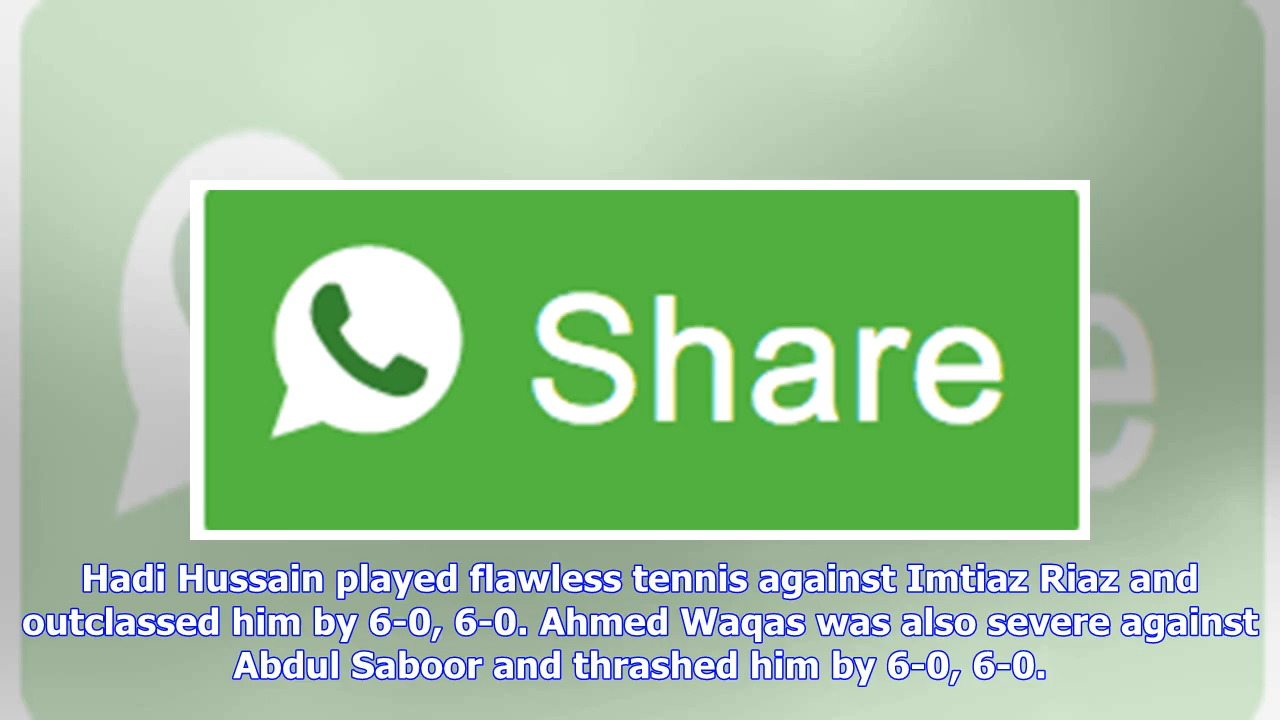 Share
Hadi Hussain played flawless tennis against Imtiaz Riaz and
outclassed him by 6-0, 6-0. Ahmed Waqas was also severe against
Abdul Saboor and thrashed him by 6-0, 6-0.